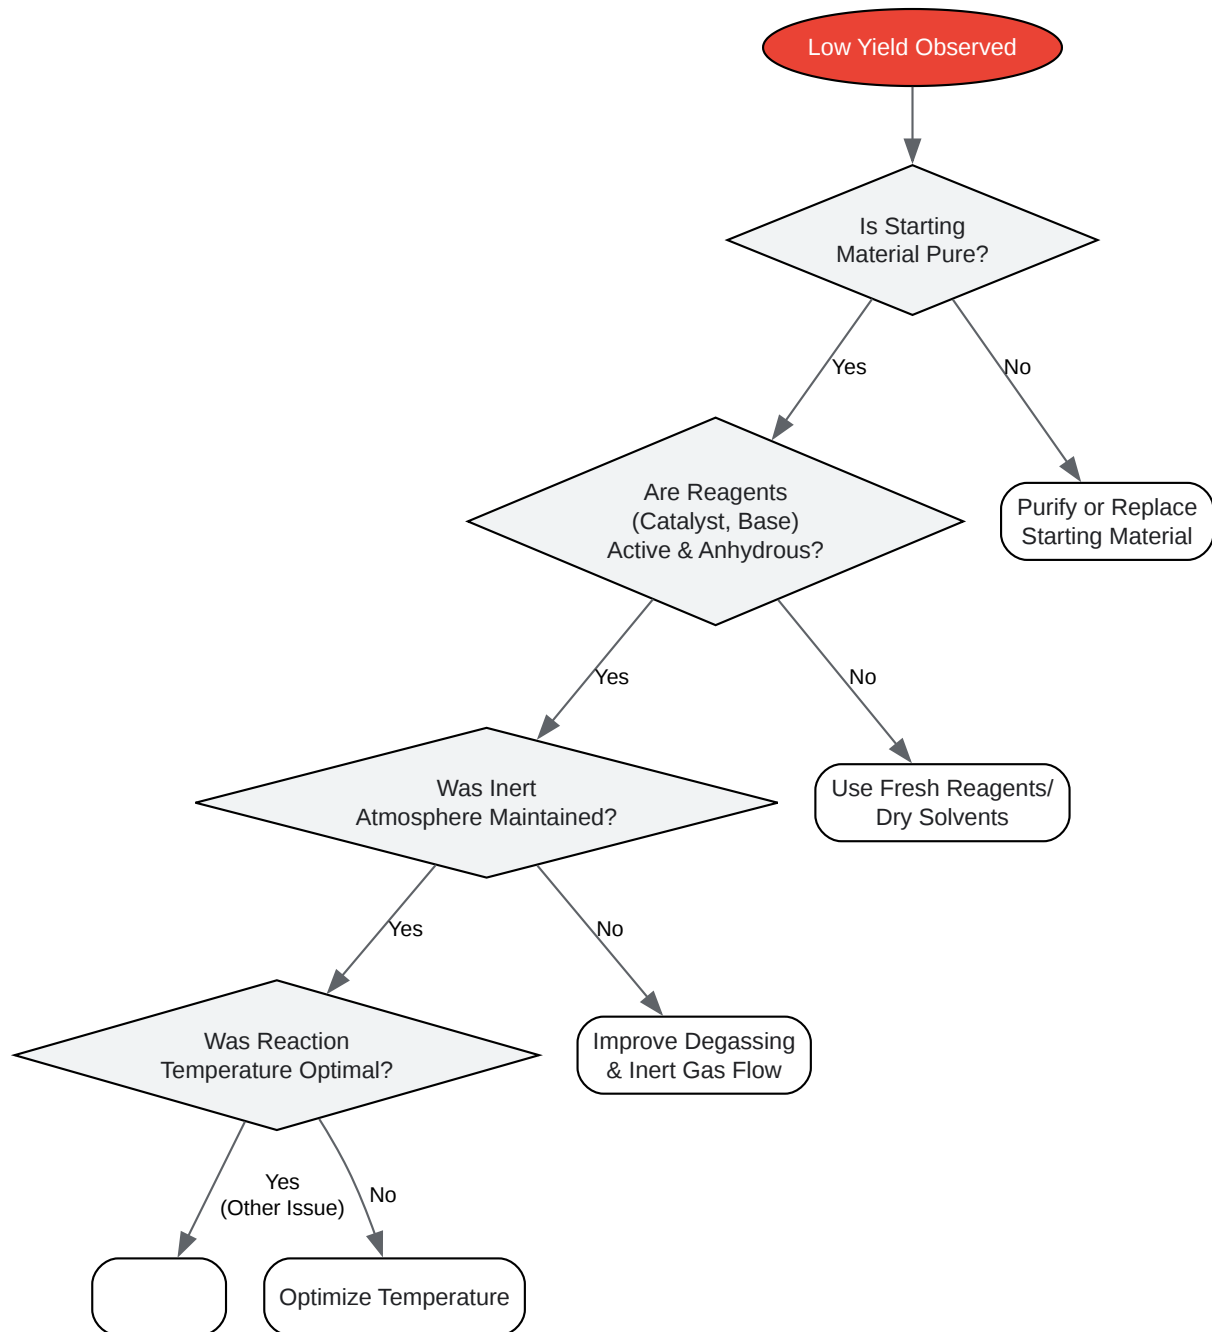 Low Yield Observed
Is Starting
Material Pure?
Yes
No
Are Reagents
(Catalyst, Base)
Active & Anhydrous?
Purify or Replace
Starting Material
Yes
No
Was Inert
Atmosphere Maintained?
Use Fresh Reagents/
Dry Solvents
Yes
No
Was Reaction
Temperature Optimal?
Improve Degassing
& Inert Gas Flow
Yes
(Other Issue)
No
Optimize Temperature